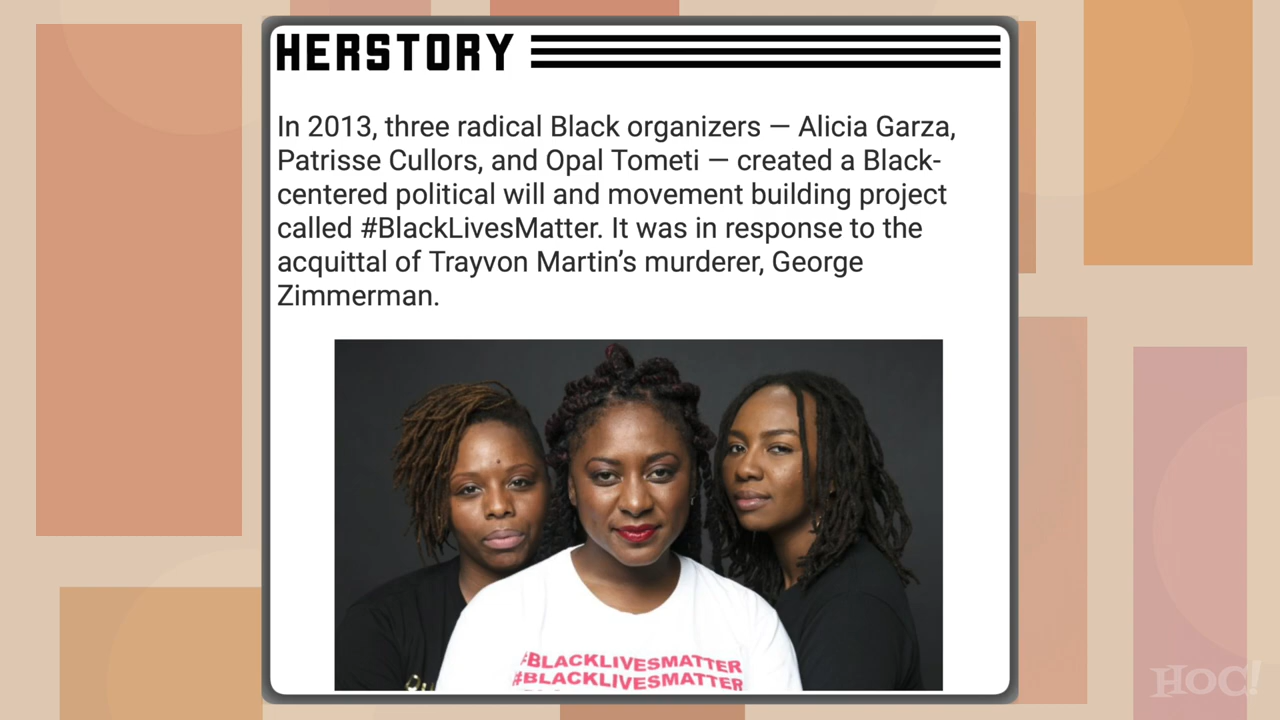 HERSTORY
In 2013, three radical Black organizers — Alicia Garza,
Patrisse Cullors, and Opal Tometi — created a Black-
centered political will and movement building project
called #BlackLivesMatter. It was in response to the
acquittal of Trayvon Martin’s murderer, George
Zimmerman.
#BLACKLIVESMATTER
#BLACKLIVESMATTER
HOC!